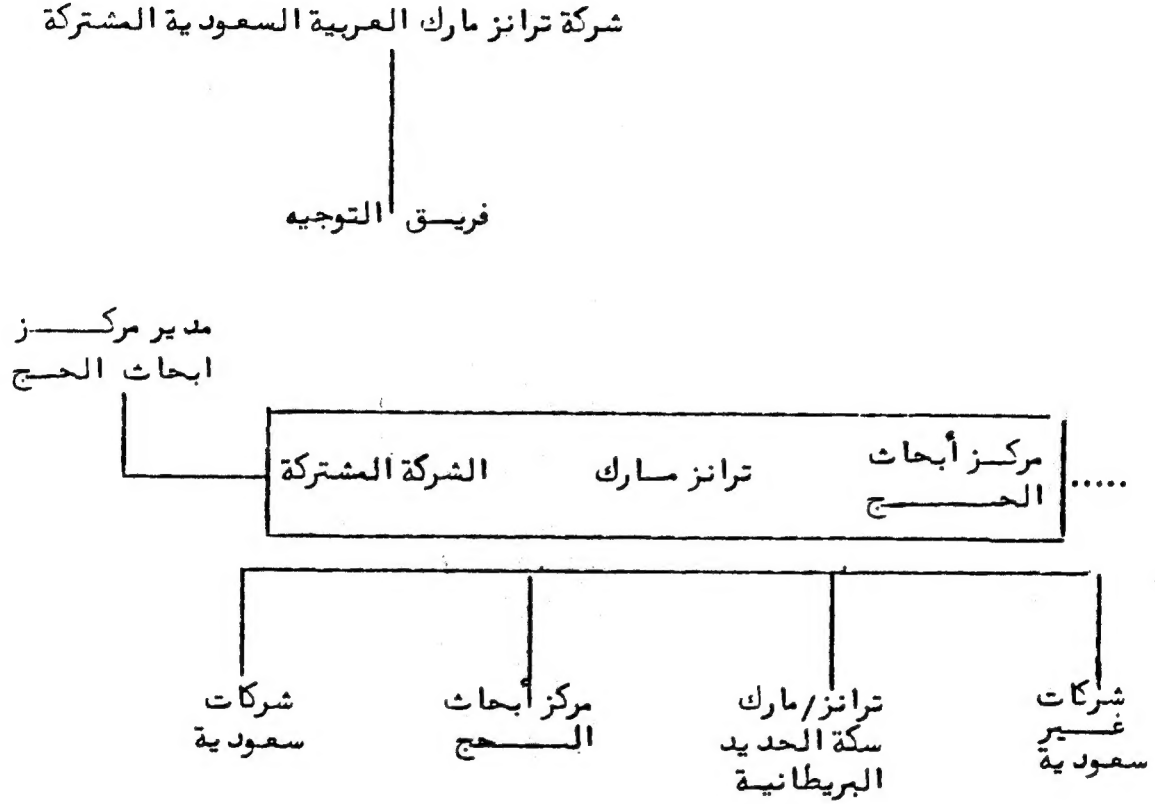 شركة ترانز مارك العربية السعودية المشتركة
فريق التوجيه
مدير مركز
ابحاث الحج
مركز أبحاث
الحج
.....
ترانز مارك
الشركة المشتركة
شركات
غير
سعودية
ترانز/مارك
سكة الحديد
البريطانية
مركز أبحاث
الحج
شركات
سعودية